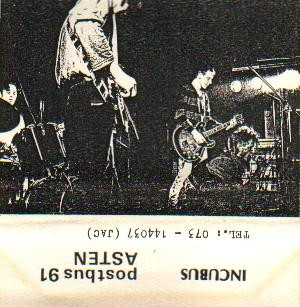 INCUBUS postbus 91
ASTEN
TEL.: 073 - 144037 (JAC)